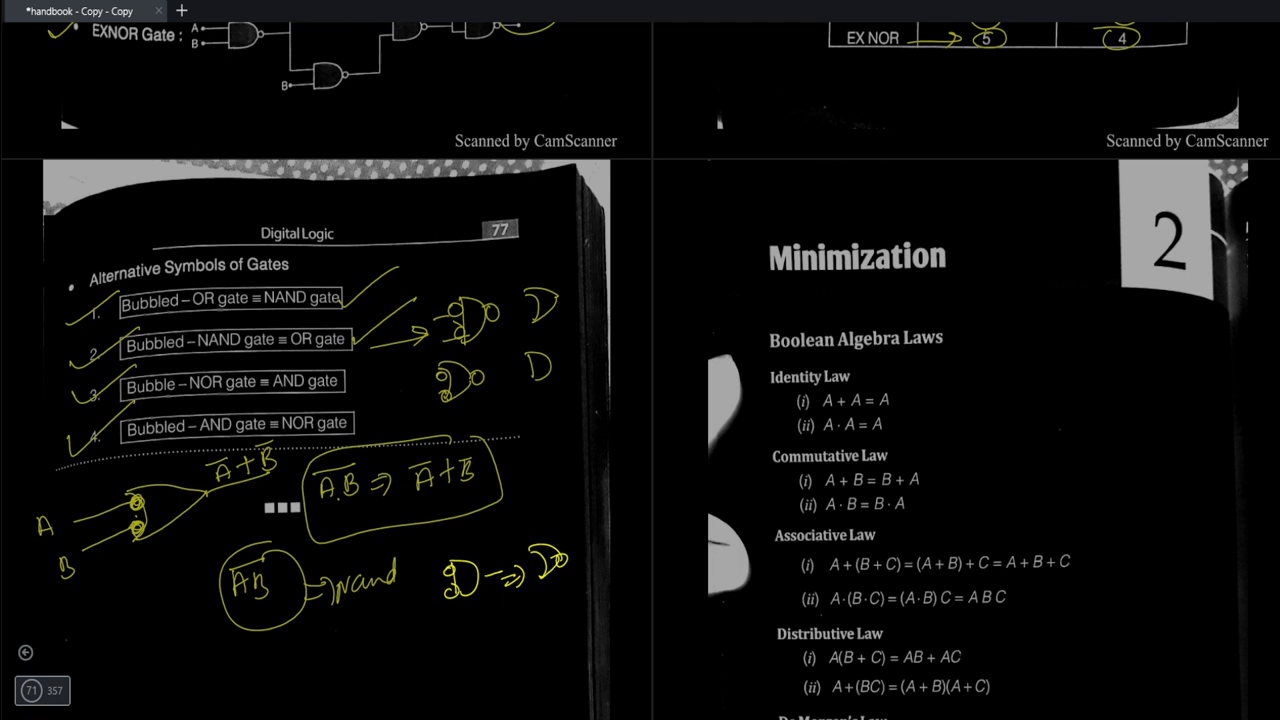 *handbook - Copy - Copy
• EXNOR Gate :
A
B
B
EX NOR → 5 4
Scanned by CamScanner
Scanned by CamScanner
Digital Logic 77
• Alternative Symbols of Gates
1. Bubbled – OR gate ≡ NAND gate
2. Bubbled – NAND gate ≡ OR gate
3. Bubble – NOR gate ≡ AND gate
4. Bubbled – AND gate ≡ NOR gate
A̅ + B̅
A
B
A̅.̅B̅ ⇒ A̅ + B̅
A̅B̅ → nand
71 357
2
Minimization
Boolean Algebra Laws
Identity Law
(i) A + A = A
(ii) A · A = A
Commutative Law
(i) A + B = B + A
(ii) A · B = B · A
Associative Law
(i) A + (B + C) = (A + B) + C = A + B + C
(ii) A · (B · C) = (A · B) C = A B C
Distributive Law
(i) A(B + C) = AB + AC
(ii) A + (BC) = (A + B)(A + C)